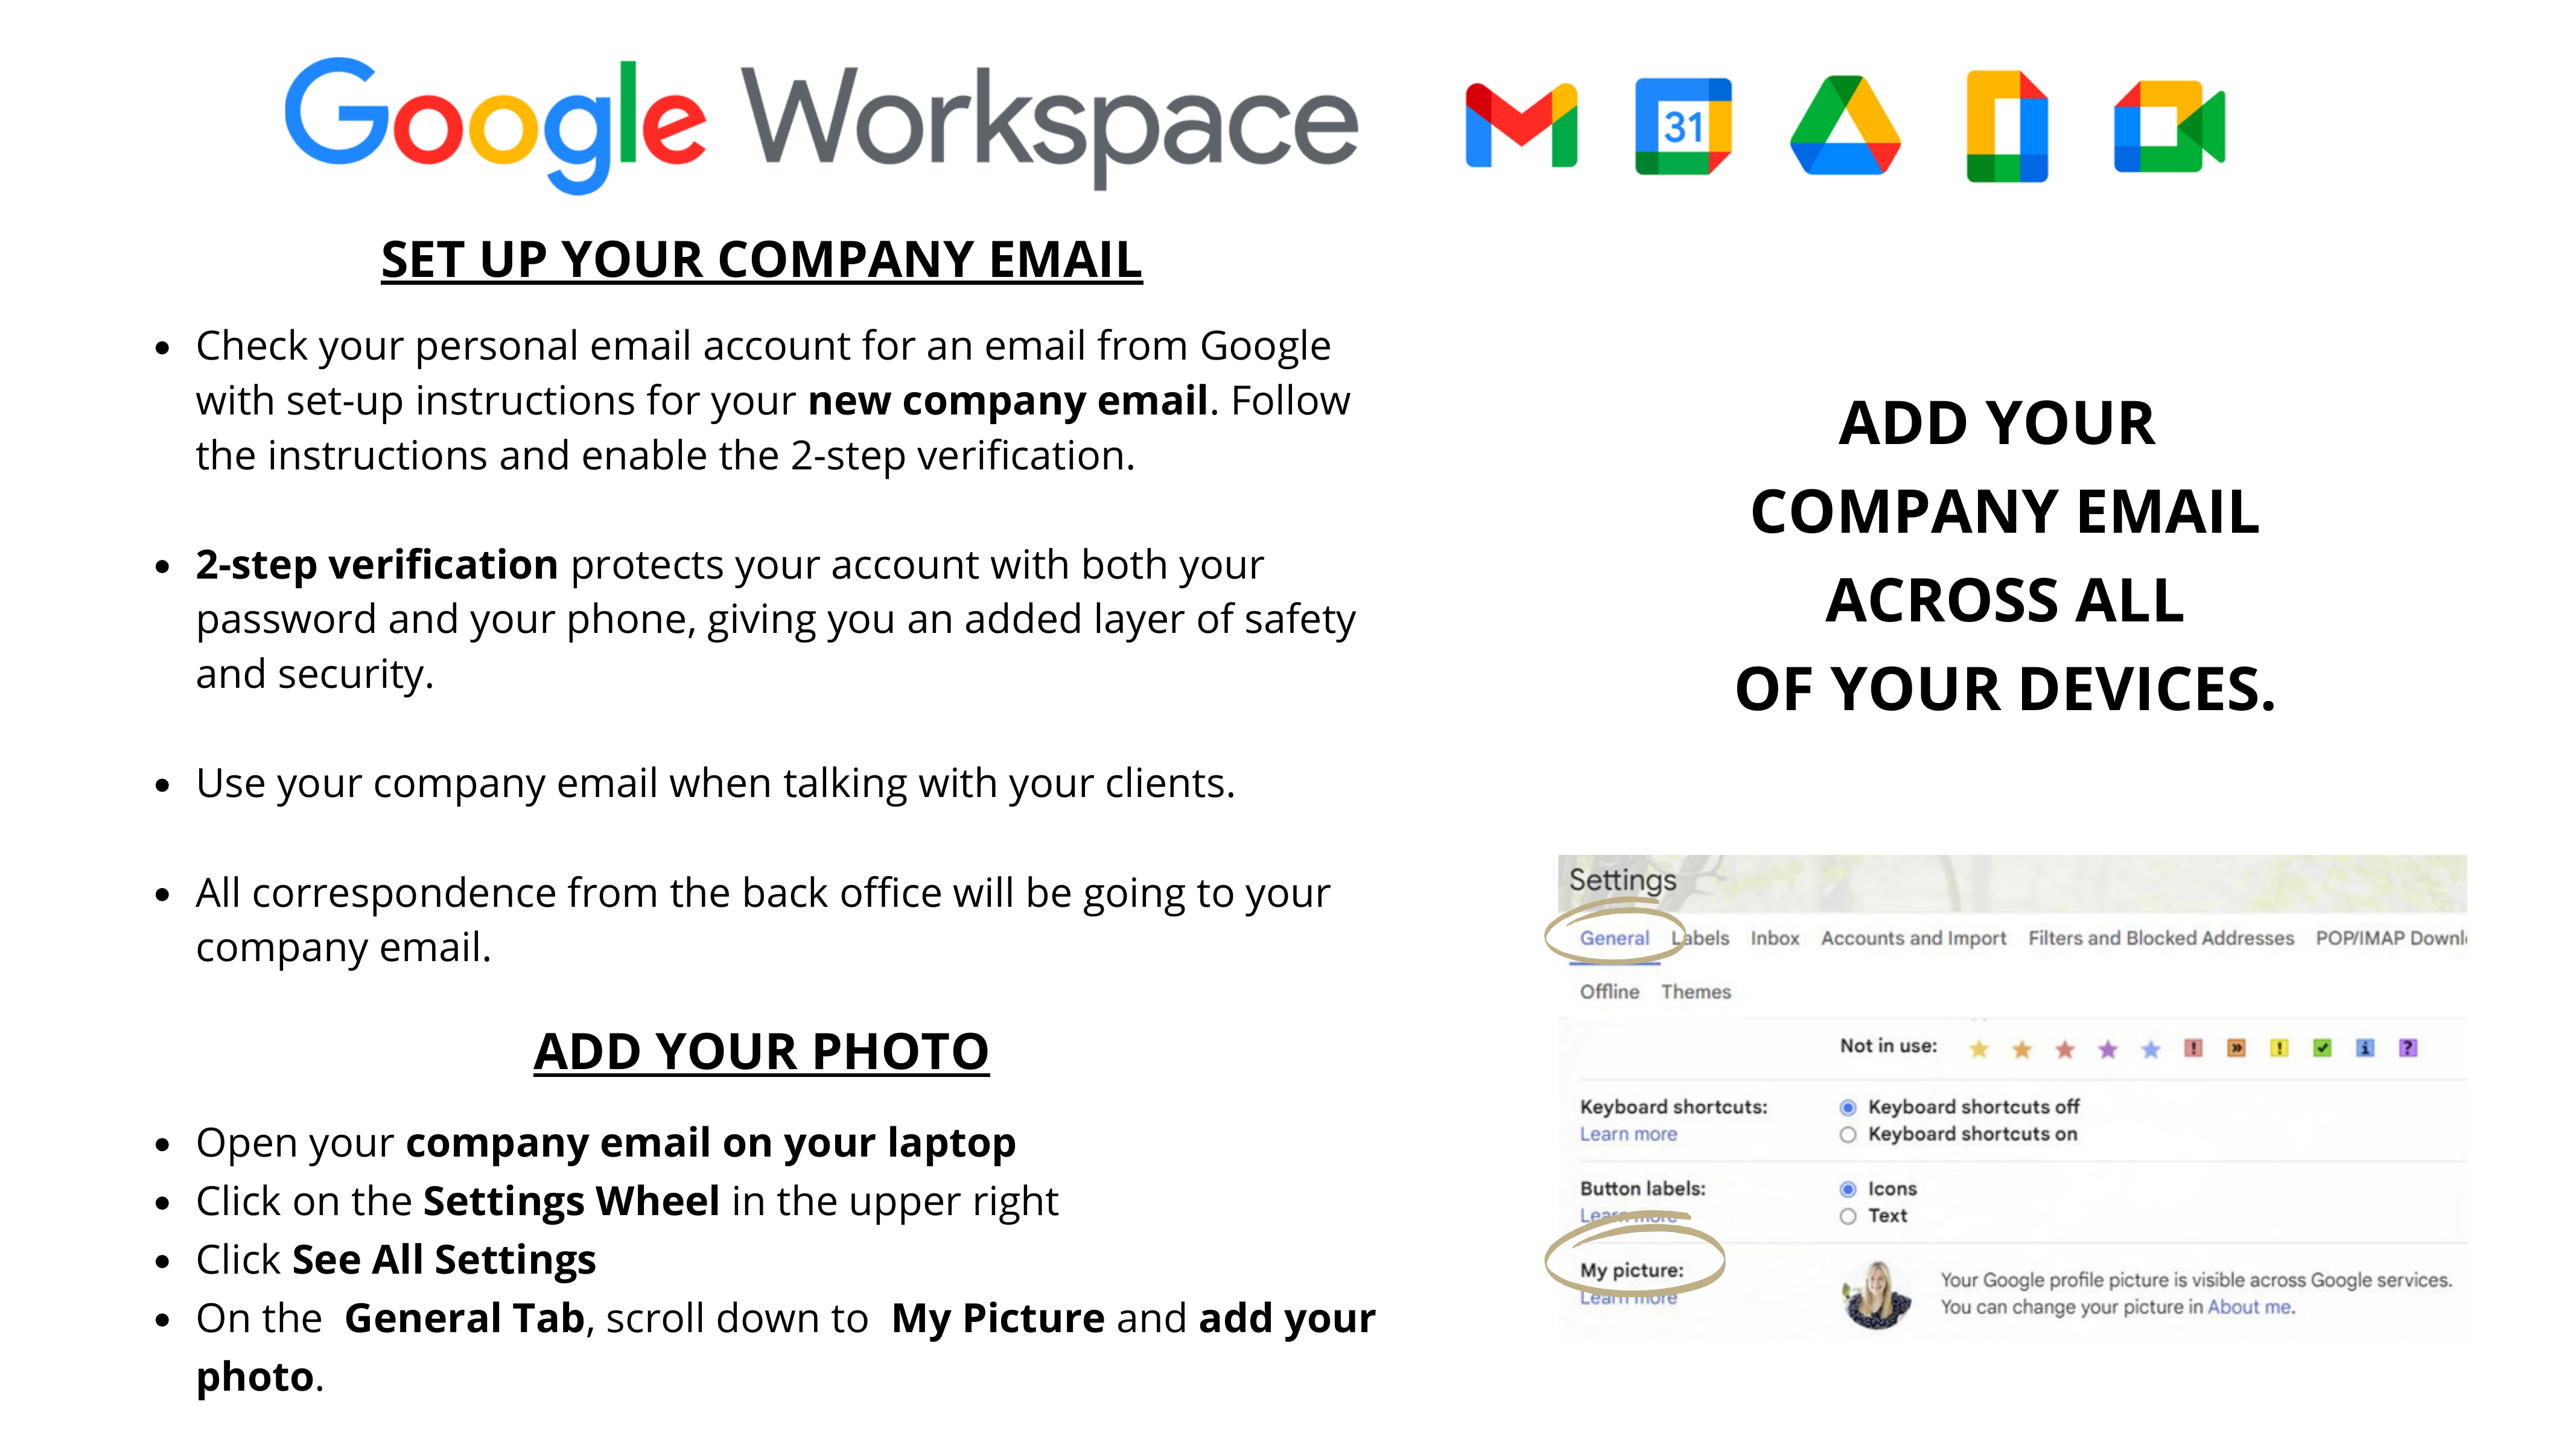 Google Workspace
31
SET UP YOUR COMPANY EMAIL
• Check your personal email account for an email from Google
with set-up instructions for your new company email. Follow
the instructions and enable the 2-step verification.
• 2-step verification protects your account with both your
password and your phone, giving you an added layer of safety
and security.
• Use your company email when talking with your clients.
• All correspondence from the back office will be going to your
company email.
ADD YOUR PHOTO
• Open your company email on your laptop
• Click on the Settings Wheel in the upper right
• Click See All Settings
• On the General Tab, scroll down to My Picture and add your
photo.
ADD YOUR
COMPANY EMAIL
ACROSS ALL
OF YOUR DEVICES.
Settings
General Labels Inbox Accounts and Import Filters and Blocked Addresses POP/IMAP Downl
Offline Themes
Not in use: ! » ! ✓ i ?
Keyboard shortcuts: Keyboard shortcuts off
Learn more Keyboard shortcuts on
Button labels: Icons
Learn more Text
My picture: Your Google profile picture is visible across Google services.
Learn more You can change your picture in About me.